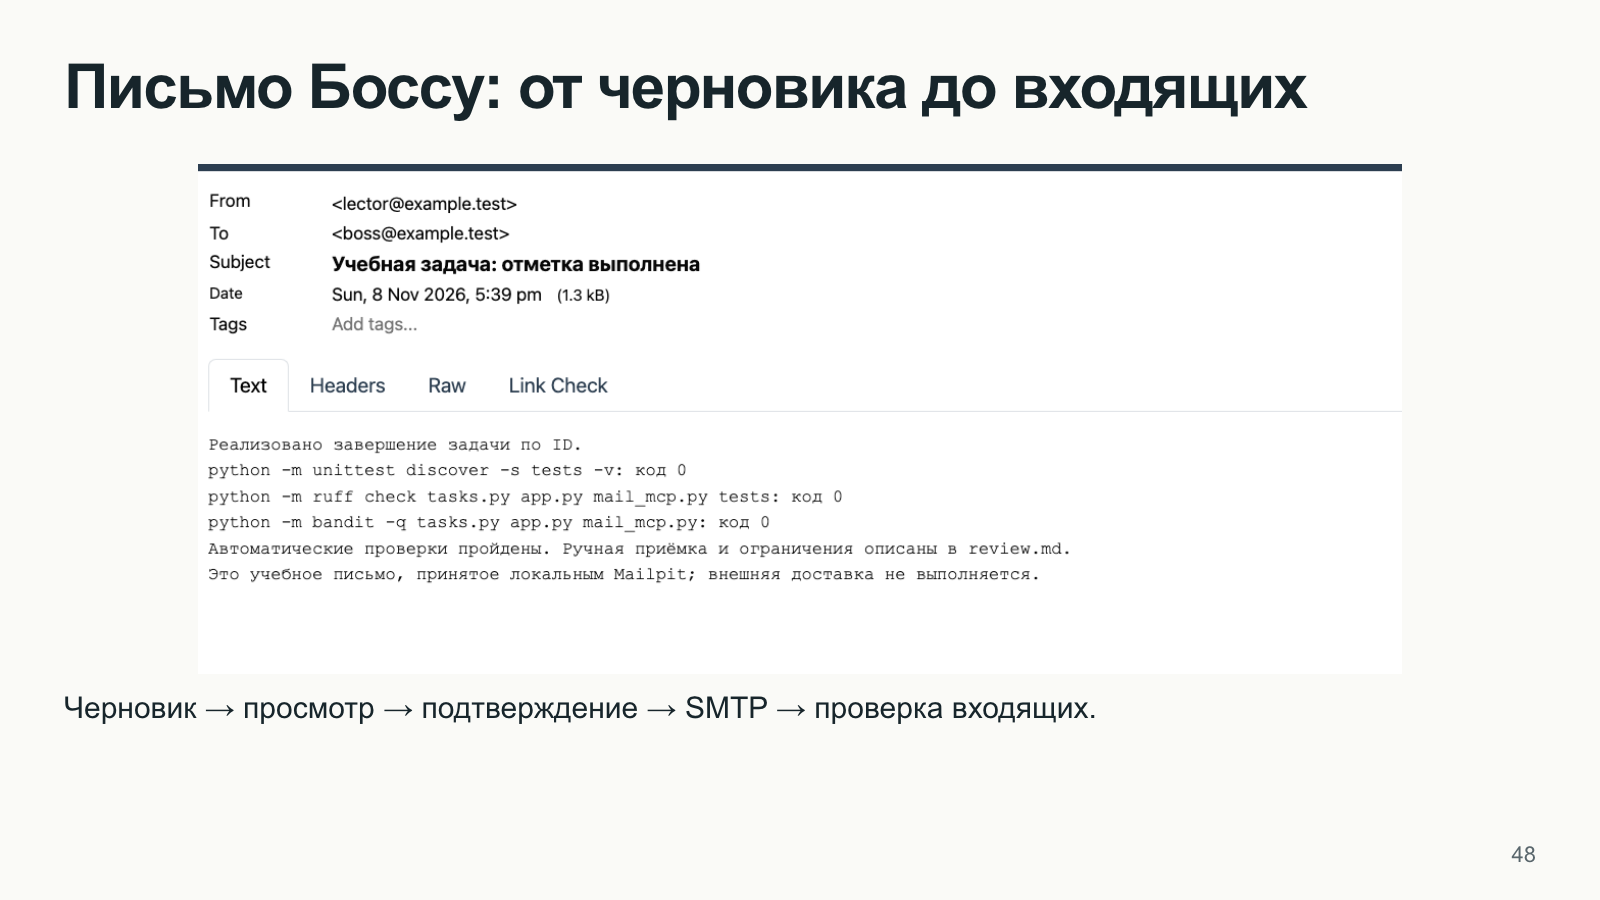 Письмо Боссу: от черновика до входящих
From <lector@example.test>
To <boss@example.test>
Subject Учебная задача: отметка выполнена
Date Sun, 8 Nov 2026, 5:39 pm (1.3 kB)
Tags Add tags...
Text Headers Raw Link Check
Реализовано завершение задачи по ID.
python -m unittest discover -s tests -v: код 0
python -m ruff check tasks.py app.py mail_mcp.py tests: код 0
python -m bandit -q tasks.py app.py mail_mcp.py: код 0
Автоматические проверки пройдены. Ручная приёмка и ограничения описаны в review.md.
Это учебное письмо, принятое локальным Mailpit; внешняя доставка не выполняется.
Черновик → просмотр → подтверждение → SMTP → проверка входящих.
48